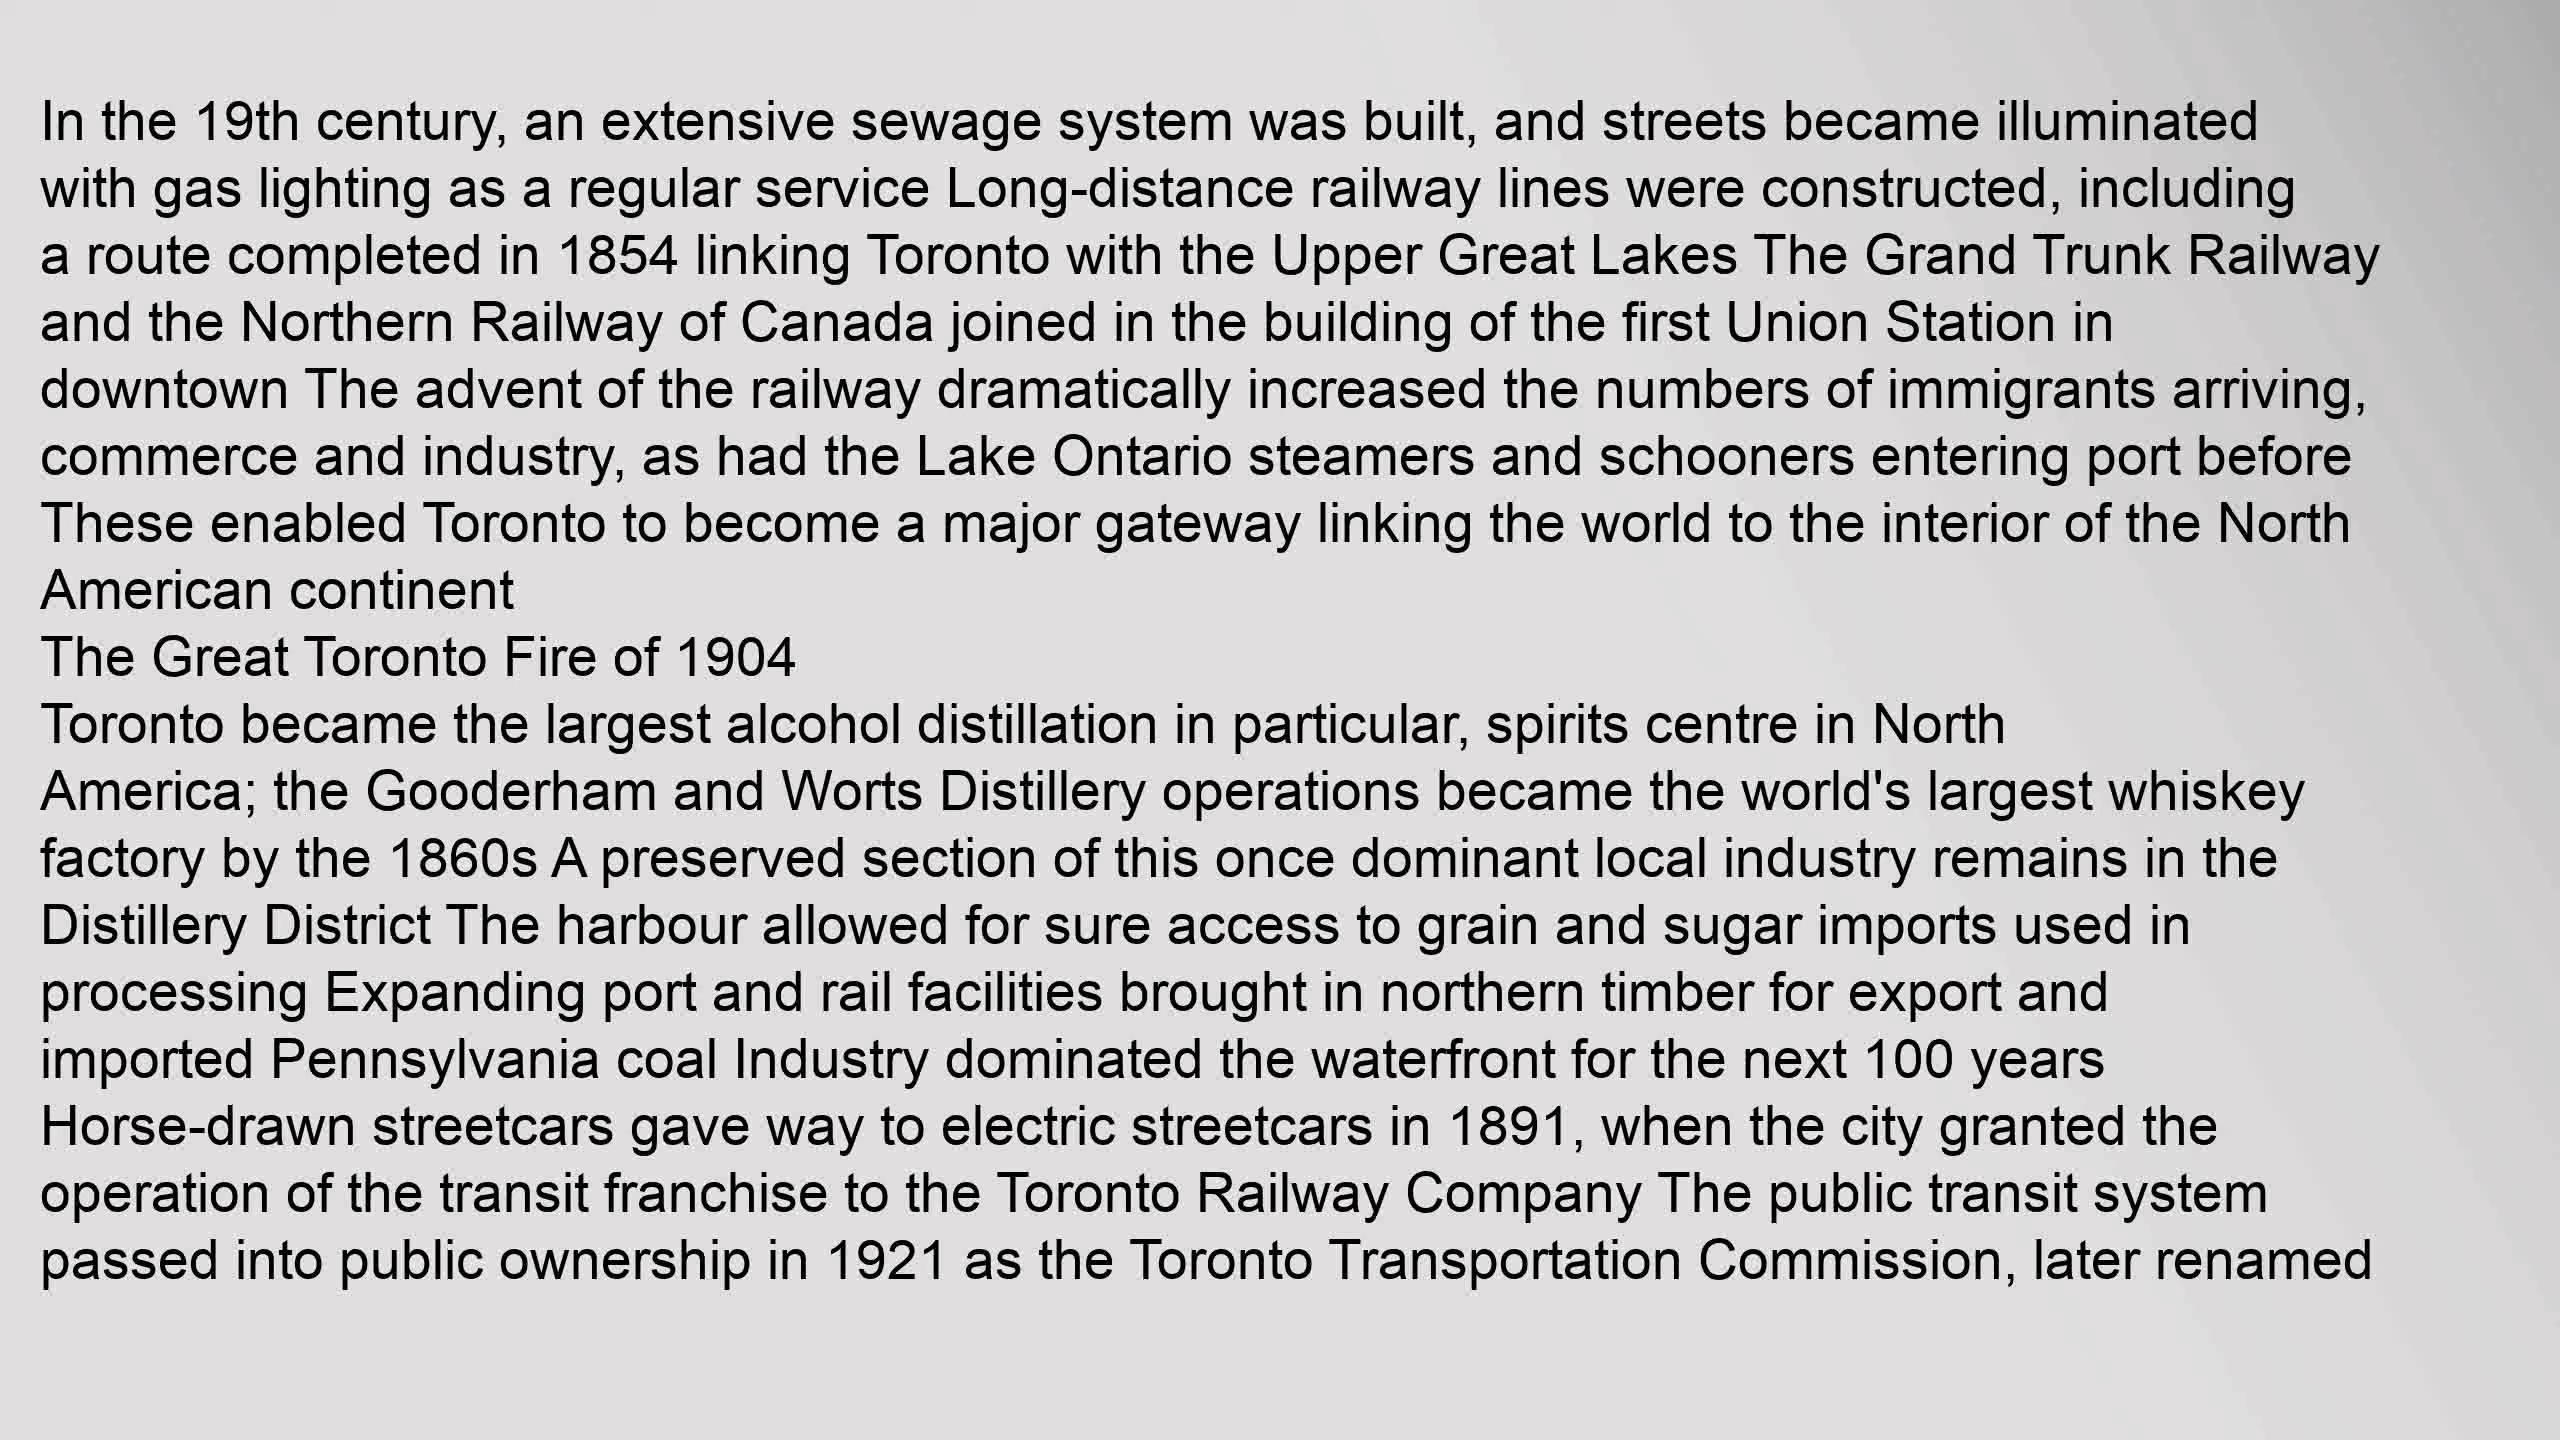 In the 19th century, an extensive sewage system was built, and streets became illuminated
with gas lighting as a regular service Long-distance railway lines were constructed, including
a route completed in 1854 linking Toronto with the Upper Great Lakes The Grand Trunk Railway
and the Northern Railway of Canada joined in the building of the first Union Station in
downtown The advent of the railway dramatically increased the numbers of immigrants arriving,
commerce and industry, as had the Lake Ontario steamers and schooners entering port before
These enabled Toronto to become a major gateway linking the world to the interior of the North
American continent
The Great Toronto Fire of 1904
Toronto became the largest alcohol distillation in particular, spirits centre in North
America; the Gooderham and Worts Distillery operations became the world's largest whiskey
factory by the 1860s A preserved section of this once dominant local industry remains in the
Distillery District The harbour allowed for sure access to grain and sugar imports used in
processing Expanding port and rail facilities brought in northern timber for export and
imported Pennsylvania coal Industry dominated the waterfront for the next 100 years
Horse-drawn streetcars gave way to electric streetcars in 1891, when the city granted the
operation of the transit franchise to the Toronto Railway Company The public transit system
passed into public ownership in 1921 as the Toronto Transportation Commission, later renamed